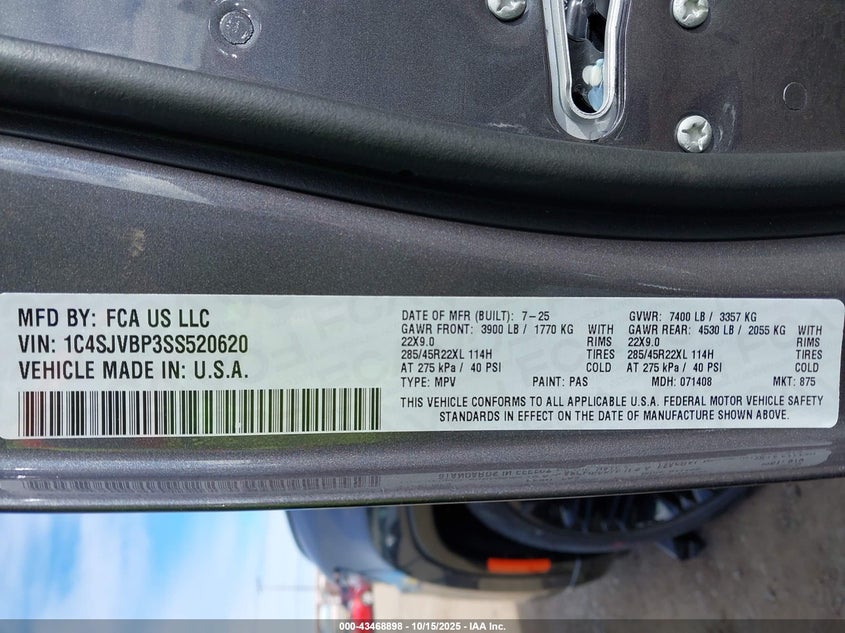 MFD BY: FCA US LLC
VIN: 1C4SJVBP3SS520620
VEHICLE MADE IN: U.S.A.
DATE OF MFR (BUILT): 7-25 GVWR: 7400 LB / 3357 KG
GAWR FRONT: 3900 LB / 1770 KG WITH GAWR REAR: 4530 LB / 2055 KG WITH
22X9.0 RIMS 22X9.0 RIMS
285/45R22XL 114H TIRES 285/45R22XL 114H TIRES
AT 275 kPa / 40 PSI COLD AT 275 kPa / 40 PSI COLD
TYPE: MPV PAINT: PAS MDH: 071408 MKT: 875
THIS VEHICLE CONFORMS TO ALL APPLICABLE U.S.A. FEDERAL MOTOR VEHICLE SAFETY
STANDARDS IN EFFECT ON THE DATE OF MANUFACTURE SHOWN ABOVE.
000-43468898 - 10/15/2025 - IAA Inc.